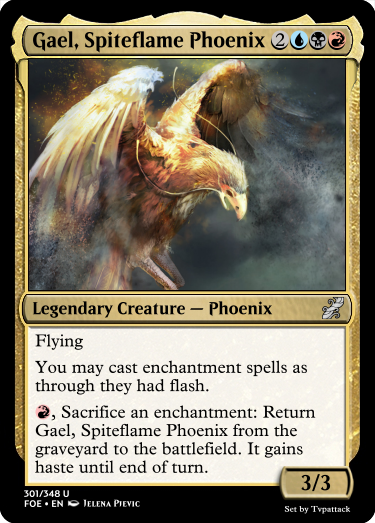 Gael, Spiteflame Phoenix 2
Legendary Creature — Phoenix
Flying
You may cast enchantment spells as
through they had flash.
, Sacrifice an enchantment: Return
Gael, Spiteflame Phoenix from the
graveyard to the battlefield. It gains
haste until end of turn.
3/3
301/348 U
FOE • EN Jelena Pjevic
Set by Tvpattack